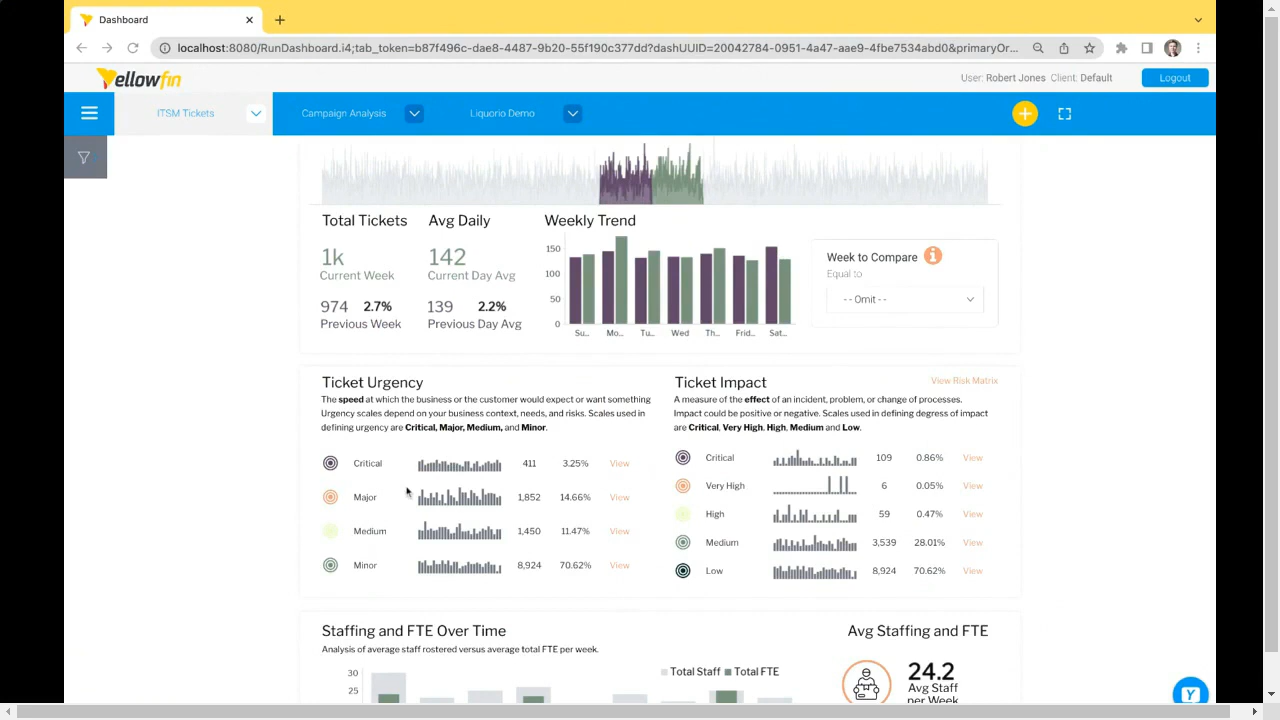 Dashboard
localhost:8080/RunDashboard.i4;tab_token=b87f496c-dae8-4487-9b20-55f190c377dd?dashUUID=20042784-0951-4a47-aae9-4fbe7534abd0&primaryOr...
Yellowfin
User: Robert Jones Client: Default
Logout
ITSM Tickets
Campaign Analysis
Liquorio Demo
Total Tickets
Avg Daily
Weekly Trend
1k
Current Week
142
Current Day Avg
974 2.7%
Previous Week
139 2.2%
Previous Day Avg
150
100
50
0
Su... Mo... Tu... Wed Th... Frid... Sat...
Week to Compare
Equal to
-- Omit --
Ticket Urgency
The speed at which the business or the customer would expect or want something
Urgency scales depend on your business context, needs, and risks. Scales used in
defining urgency are Critical, Major, Medium, and Minor.
Critical 411 3.25% View
Major 1,852 14.66% View
Medium 1,450 11.47% View
Minor 8,924 70.62% View
Ticket Impact
View Risk Matrix
A measure of the effect of an incident, problem, or change of processes.
Impact could be positive or negative. Scales used in defining degrees of impact
are Critical, Very High, High, Medium and Low.
Critical 109 0.86% View
Very High 6 0.05% View
High 59 0.47% View
Medium 3,539 28.01% View
Low 8,924 70.62% View
Staffing and FTE Over Time
Analysis of average staff rostered versus average total FTE per week.
Total Staff Total FTE
30
25
Avg Staffing and FTE
24.2
Avg Staff
per Week
Y